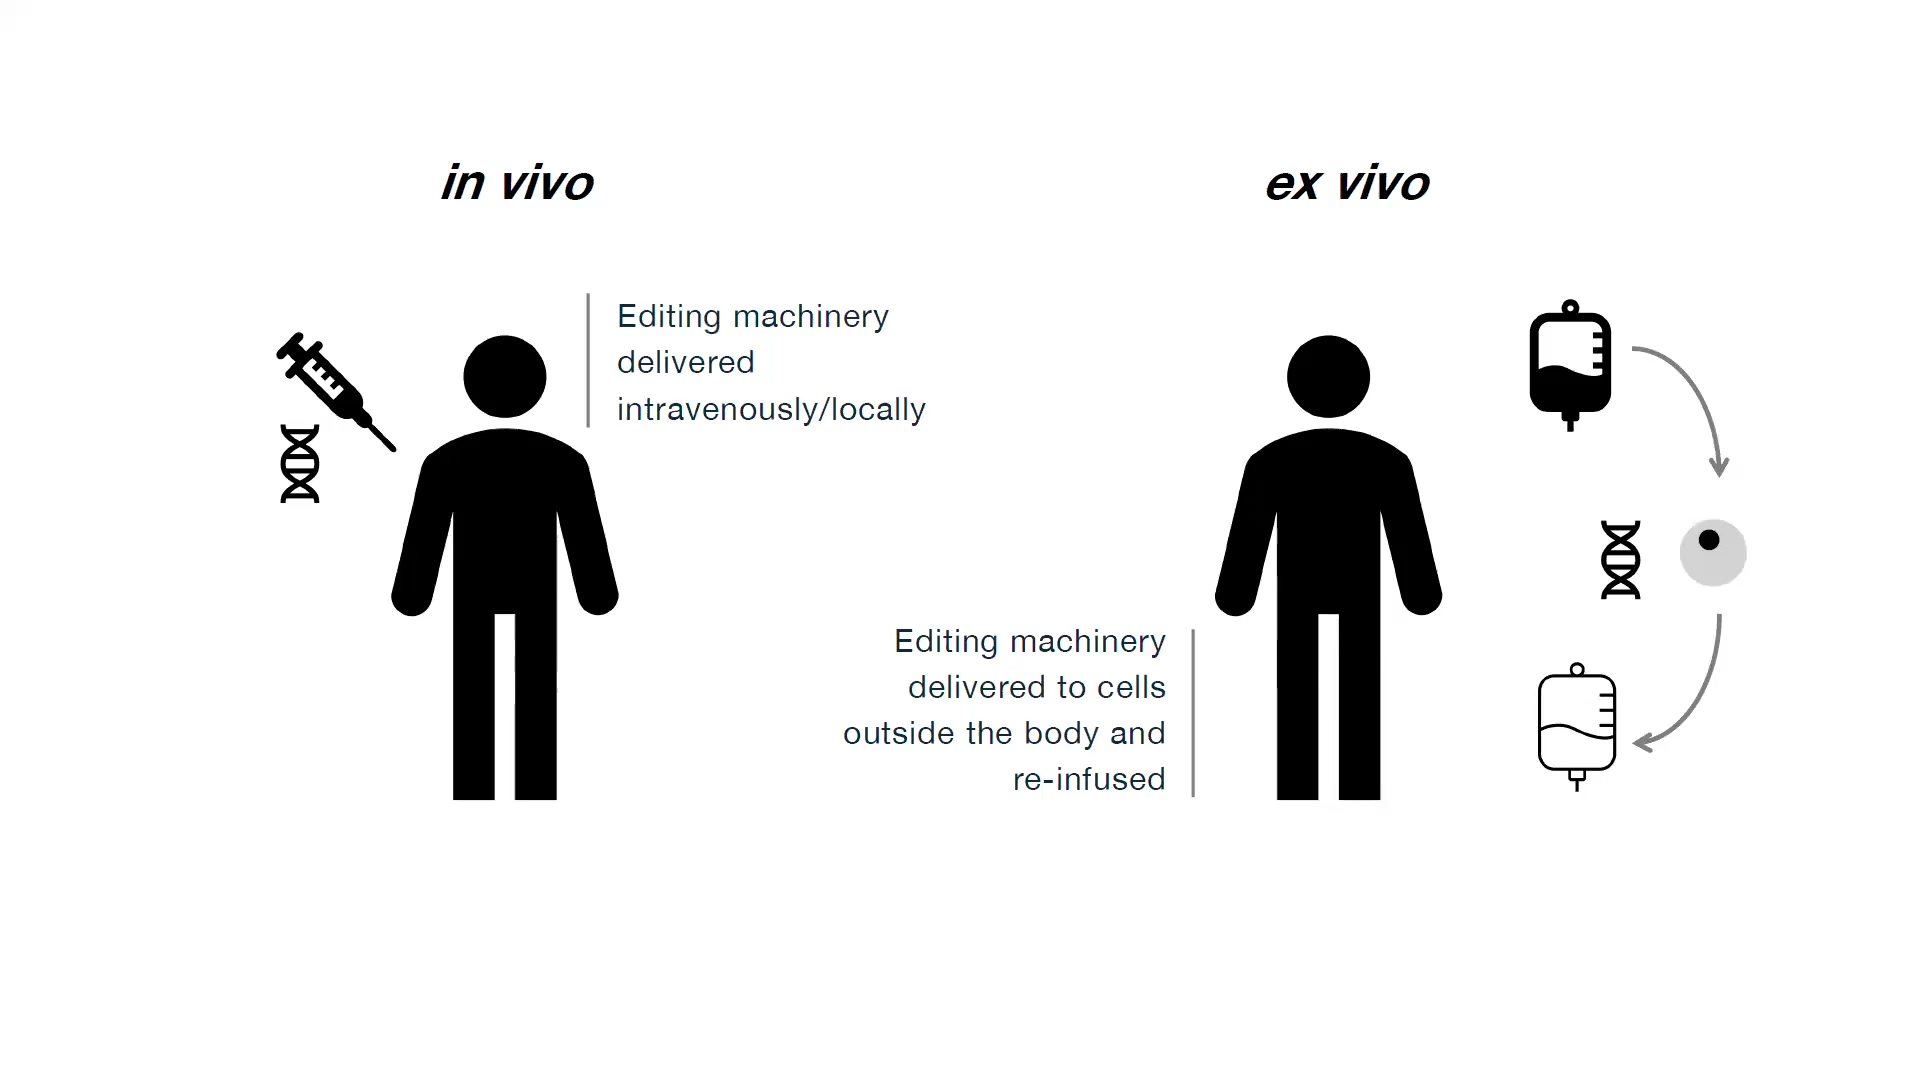 in vivo
Editing machinery
delivered
intravenously/locally
ex vivo
Editing machinery
delivered to cells
outside the body and
re-infused